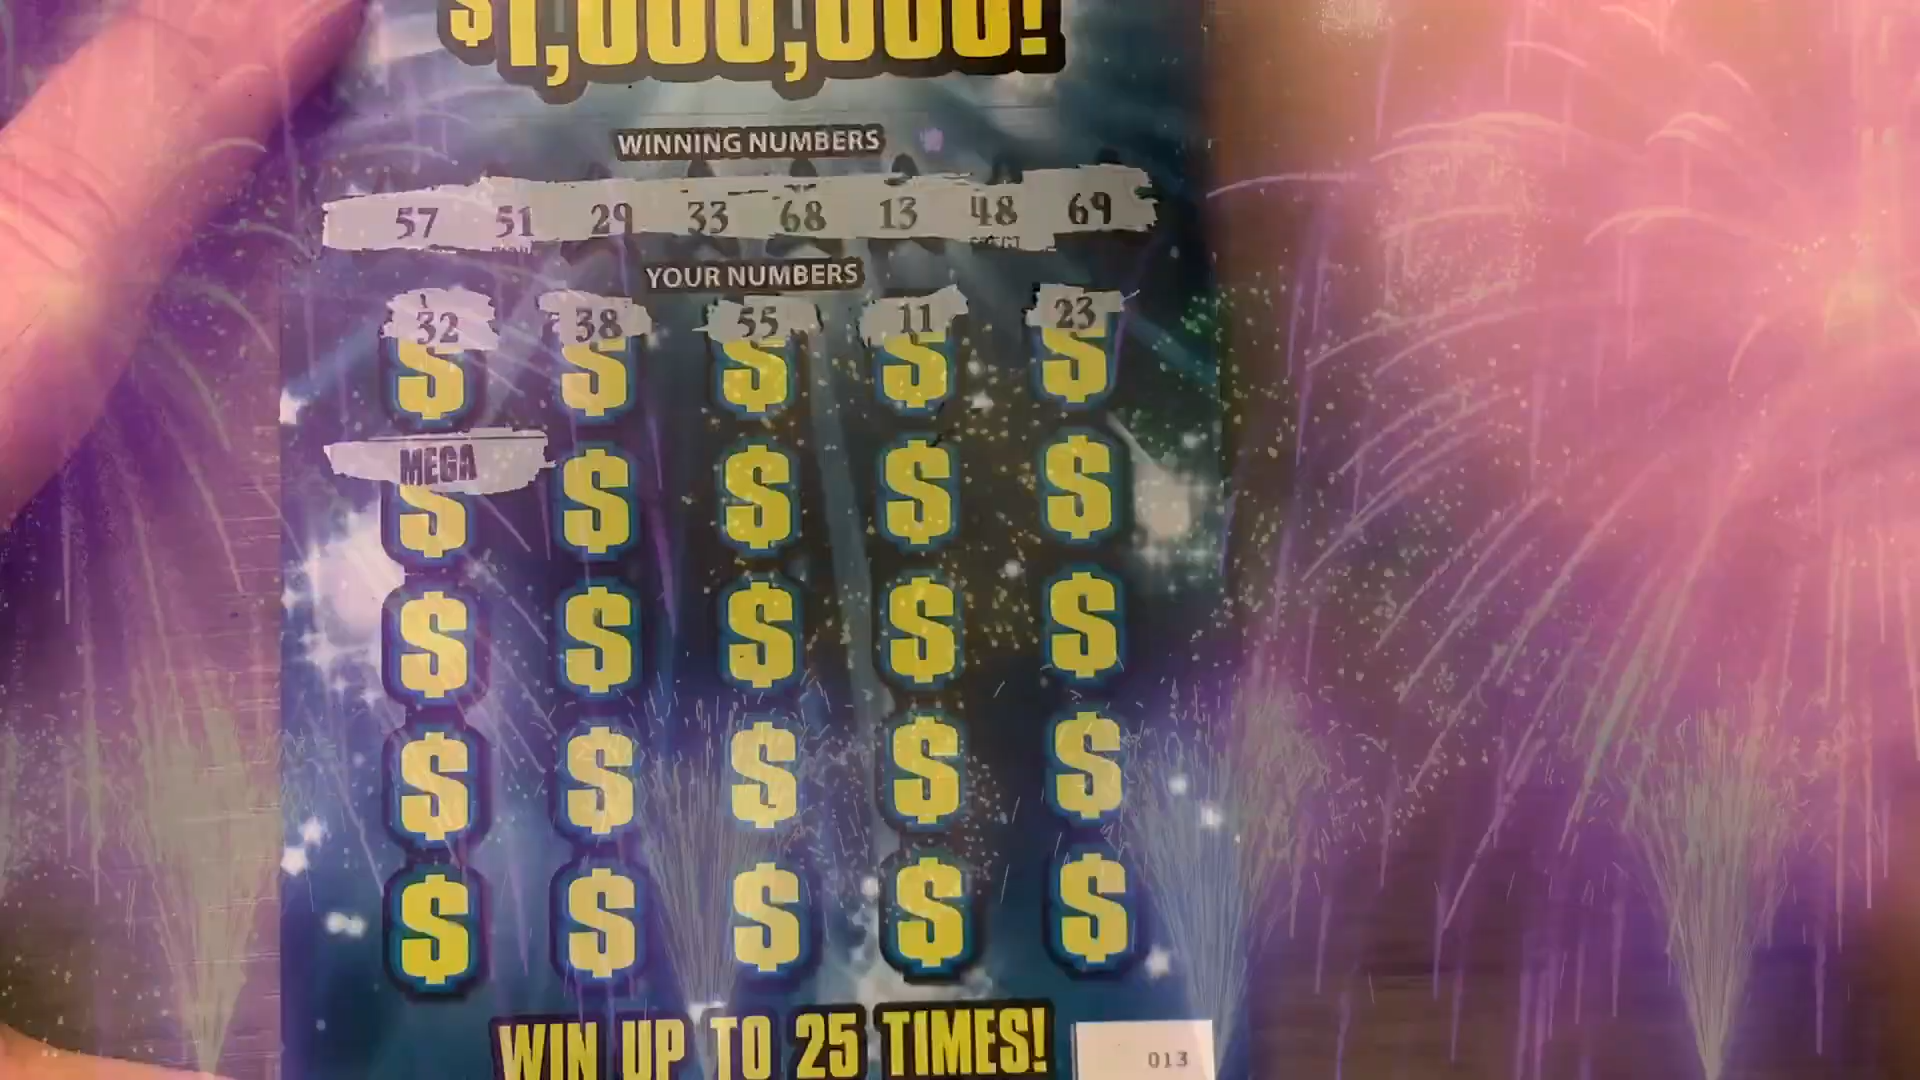 $1,000,000!
WINNING NUMBERS
57 51 29 33 68 13 48 69
YOUR NUMBERS
32 38 55 11 23
$ $ $ $ $
MEGA
$ $ $ $ $
$ $ $ $ $
$ $ $ $ $
$ $ $ $ $
WIN UP TO 25 TIMES!
013